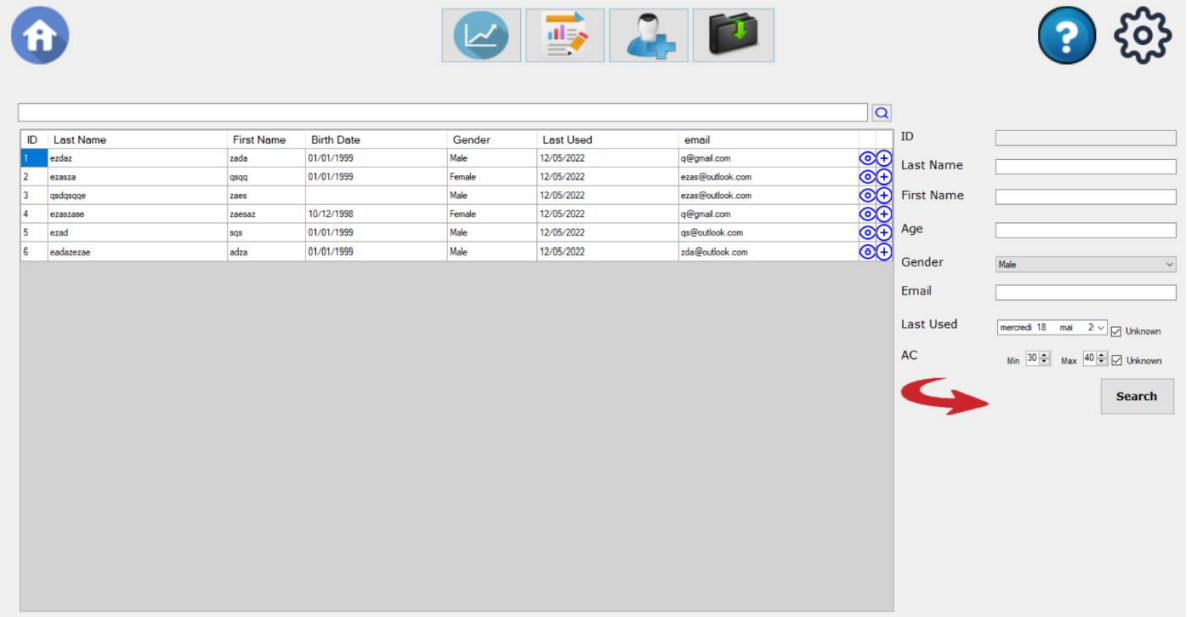 ID Last Name First Name Birth Date Gender Last Used email
1 ezdaz zada 01/01/1999 Male 12/05/2022 q@gmail.com
2 ezasza qsqq 01/01/1999 Female 12/05/2022 ezas@outlook.com
3 qsdqsqqe zaes Male 12/05/2022 ezas@outlook.com
4 ezaszase zaesaz 10/12/1998 Female 12/05/2022 q@gmail.com
5 ezad sqs 01/01/1999 Male 12/05/2022 qs@outlook.com
6 eadazezae adza 01/01/1999 Male 12/05/2022 zda@outlook.com
ID
Last Name
First Name
Age
Gender Male
Email
Last Used mercredi 18 mai 2 Unknown
AC Min 30 Max 40 Unknown
Search